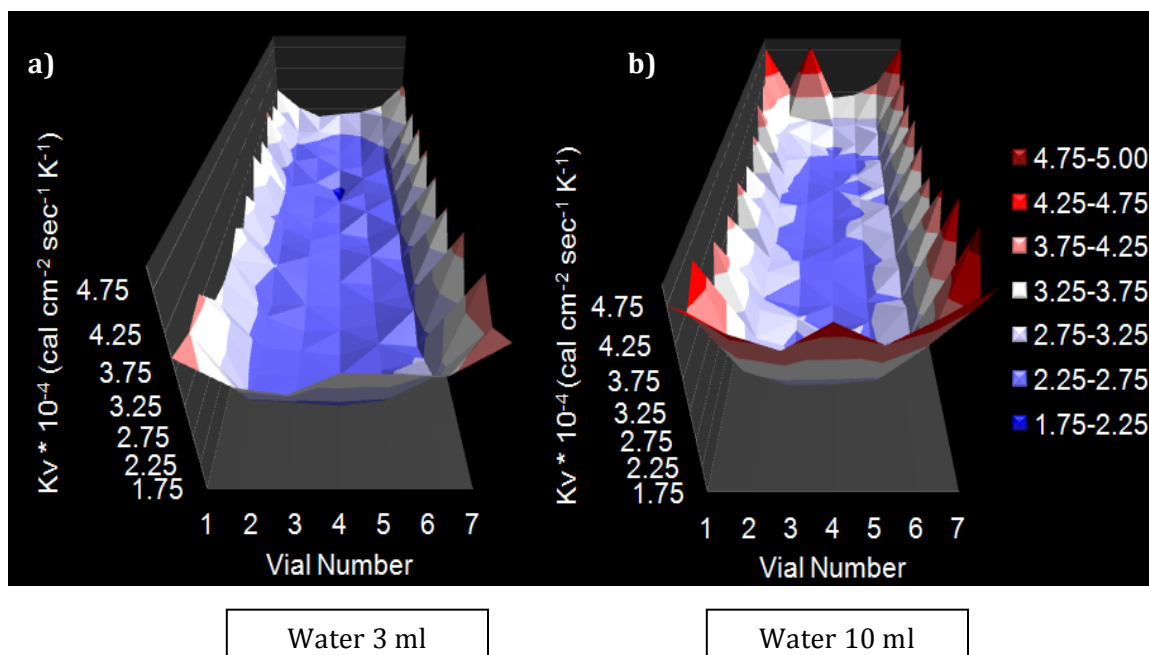 a)
Kv * 10⁻⁴ (cal cm⁻² sec⁻¹ K⁻¹)
4.75
4.25
3.75
3.25
2.75
2.25
1.75
1 2 3 4 5 6 7
Vial Number
b)
Kv * 10⁻⁴ (cal cm⁻² sec⁻¹ K⁻¹)
4.75
4.25
3.75
3.25
2.75
2.25
1.75
1 2 3 4 5 6 7
Vial Number
4.75-5.00
4.25-4.75
3.75-4.25
3.25-3.75
2.75-3.25
2.25-2.75
1.75-2.25
Water 3 ml
Water 10 ml